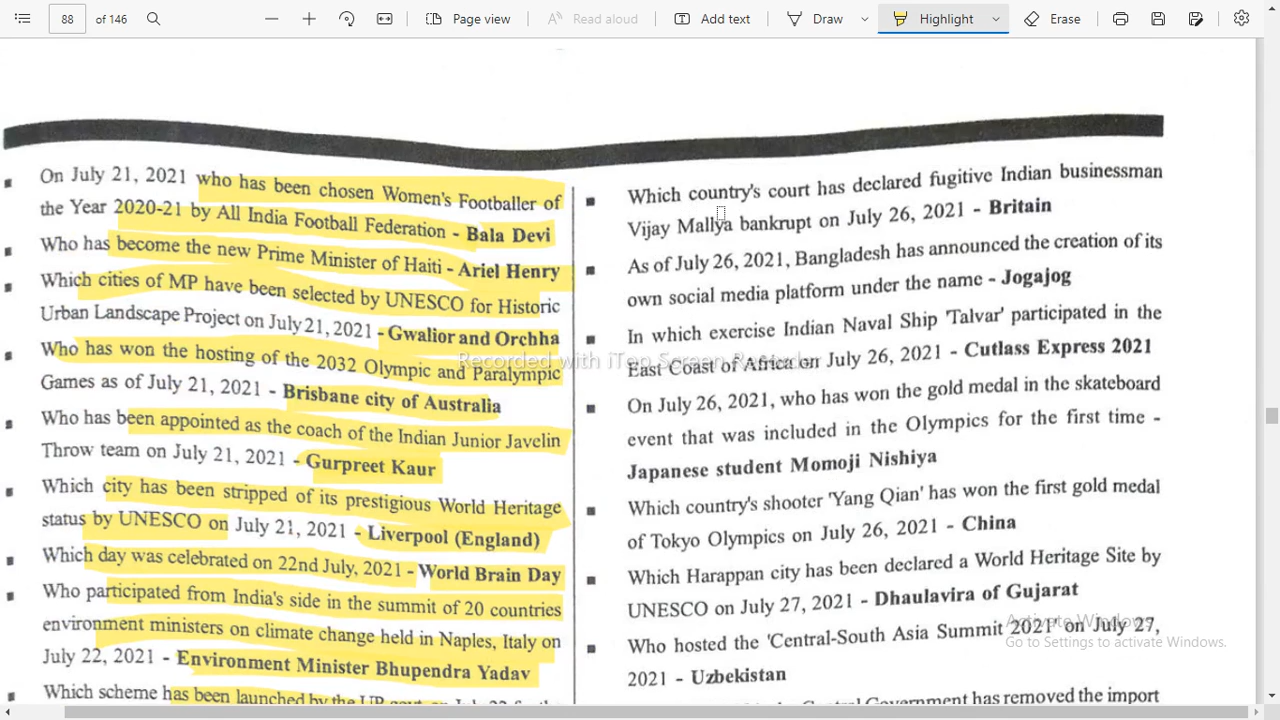 88 of 146 Page view Read aloud Add text Draw Highlight Erase
On July 21, 2021 who has been chosen Women's Footballer of
the Year 2020-21 by All India Football Federation - Bala Devi
Who has become the new Prime Minister of Haiti - Ariel Henry
Which cities of MP have been selected by UNESCO for Historic
Urban Landscape Project on July 21, 2021 - Gwalior and Orchha
Who has won the hosting of the 2032 Olympic and Paralympic
Games as of July 21, 2021 - Brisbane city of Australia
Who has been appointed as the coach of the Indian Junior Javelin
Throw team on July 21, 2021 - Gurpreet Kaur
Which city has been stripped of its prestigious World Heritage
status by UNESCO on July 21, 2021 - Liverpool (England)
Which day was celebrated on 22nd July, 2021 - World Brain Day
Who participated from India's side in the summit of 20 countries
environment ministers on climate change held in Naples, Italy on
July 22, 2021 - Environment Minister Bhupendra Yadav
Which scheme has been launched by the UP govt. on July 22 for the
Which country's court has declared fugitive Indian businessman
Vijay Mallya bankrupt on July 26, 2021 - Britain
As of July 26, 2021, Bangladesh has announced the creation of its
own social media platform under the name - Jogajog
In which exercise Indian Naval Ship 'Talvar' participated in the
East Coast of Africa on July 26, 2021 - Cutlass Express 2021
On July 26, 2021, who has won the gold medal in the skateboard
event that was included in the Olympics for the first time -
Japanese student Momoji Nishiya
Which country's shooter 'Yang Qian' has won the first gold medal
of Tokyo Olympics on July 26, 2021 - China
Which Harappan city has been declared a World Heritage Site by
UNESCO on July 27, 2021 - Dhaulavira of Gujarat
Who hosted the 'Central-South Asia Summit 2021' on July 27,
2021 - Uzbekistan
Central Government has removed the import
Recorded with iTop Screen Recorder
Activate Windows
Go to Settings to activate Windows.